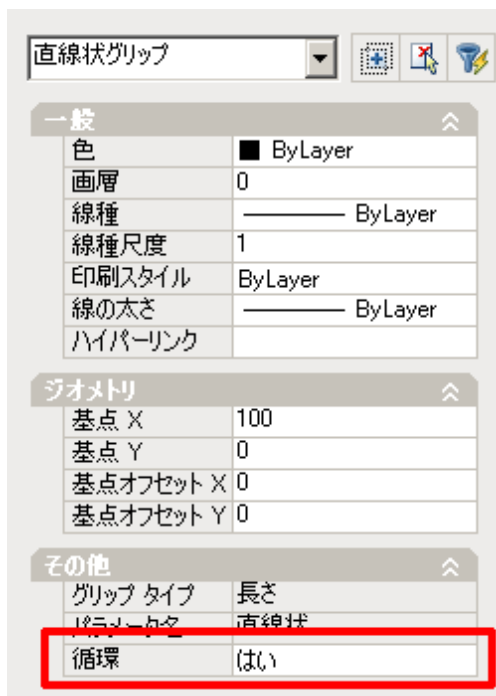 直線状グリップ
一般
色 ByLayer
画層 0
線種 ByLayer
線種尺度 1
印刷スタイル ByLayer
線の太さ ByLayer
ハイパーリンク
ジオメトリ
基点 X 100
基点 Y 0
基点オフセット X 0
基点オフセット Y 0
その他
グリップ タイプ 長さ
パラメータ名 直線状
循環 はい